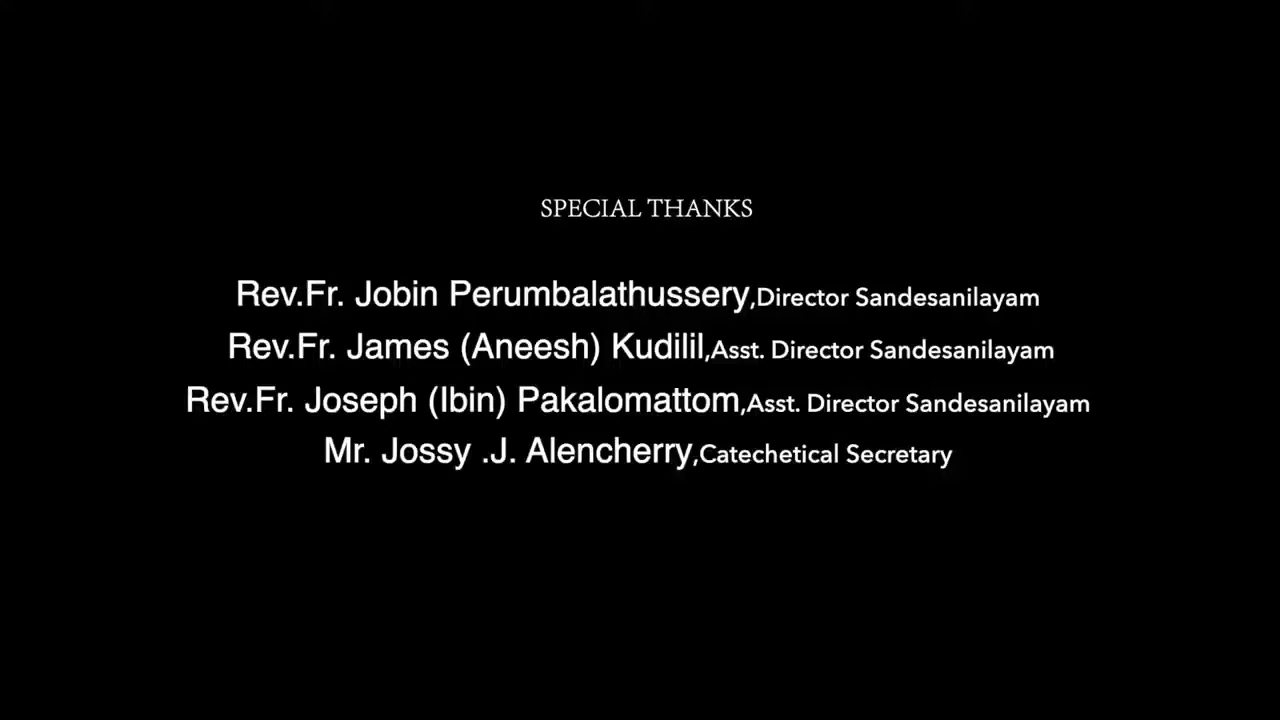 SPECIAL THANKS
Rev.Fr. Jobin Perumbalathussery,Director Sandesanilayam
Rev.Fr. James (Aneesh) Kudilil,Asst. Director Sandesanilayam
Rev.Fr. Joseph (Ibin) Pakalomattom,Asst. Director Sandesanilayam
Mr. Jossy .J. Alencherry,Catechetical Secretary